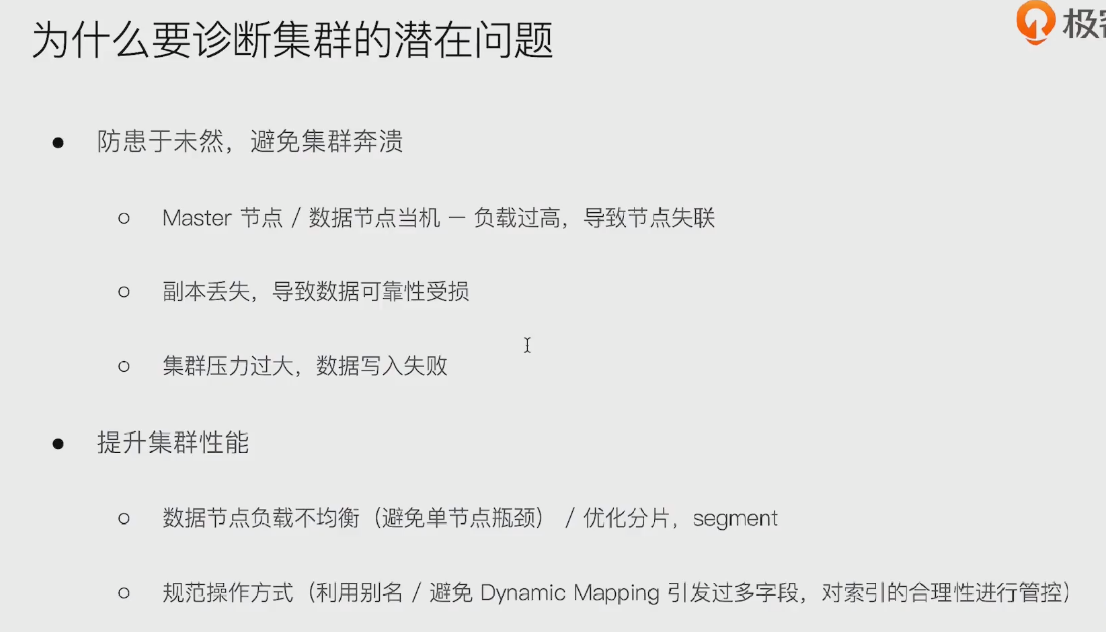 为什么要诊断集群的潜在问题
极客
● 防患于未然，避免集群奔溃
○ Master 节点 / 数据节点当机 — 负载过高，导致节点失联
○ 副本丢失，导致数据可靠性受损
○ 集群压力过大，数据写入失败
● 提升集群性能
○ 数据节点负载不均衡（避免单节点瓶颈） / 优化分片，segment
○ 规范操作方式（利用别名 / 避免 Dynamic Mapping 引发过多字段，对索引的合理性进行管控）